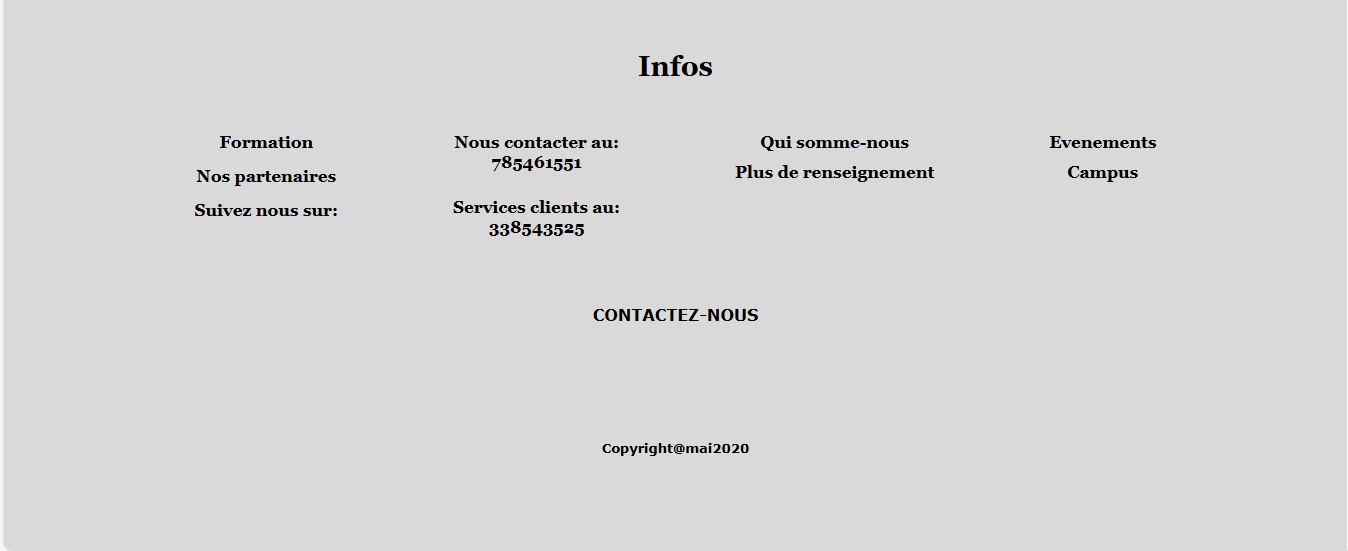 Infos
Formation
Nos partenaires
Suivez nous sur:
Nous contacter au:
785461551
Services clients au:
338543525
Qui somme-nous
Plus de renseignement
Evenements
Campus
CONTACTEZ-NOUS
Copyright@mai2020